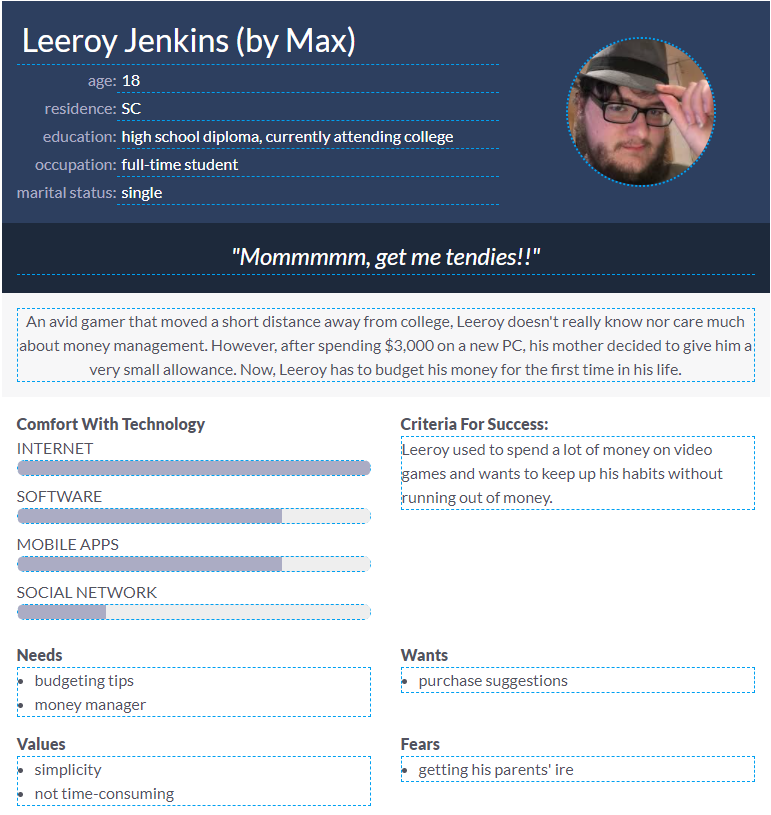 Leeroy Jenkins (by Max)
age: 18
residence: SC
education: high school diploma, currently attending college
occupation: full-time student
marital status: single
"Mommmmm, get me tendies!!"
An avid gamer that moved a short distance away from college, Leeroy doesn't really know nor care much
about money management. However, after spending $3,000 on a new PC, his mother decided to give him a
very small allowance. Now, Leeroy has to budget his money for the first time in his life.
Comfort With Technology
INTERNET
SOFTWARE
MOBILE APPS
SOCIAL NETWORK
Criteria For Success:
Leeroy used to spend a lot of money on video
games and wants to keep up his habits without
running out of money.
Needs
• budgeting tips
• money manager
Wants
• purchase suggestions
Values
• simplicity
• not time-consuming
Fears
• getting his parents' ire